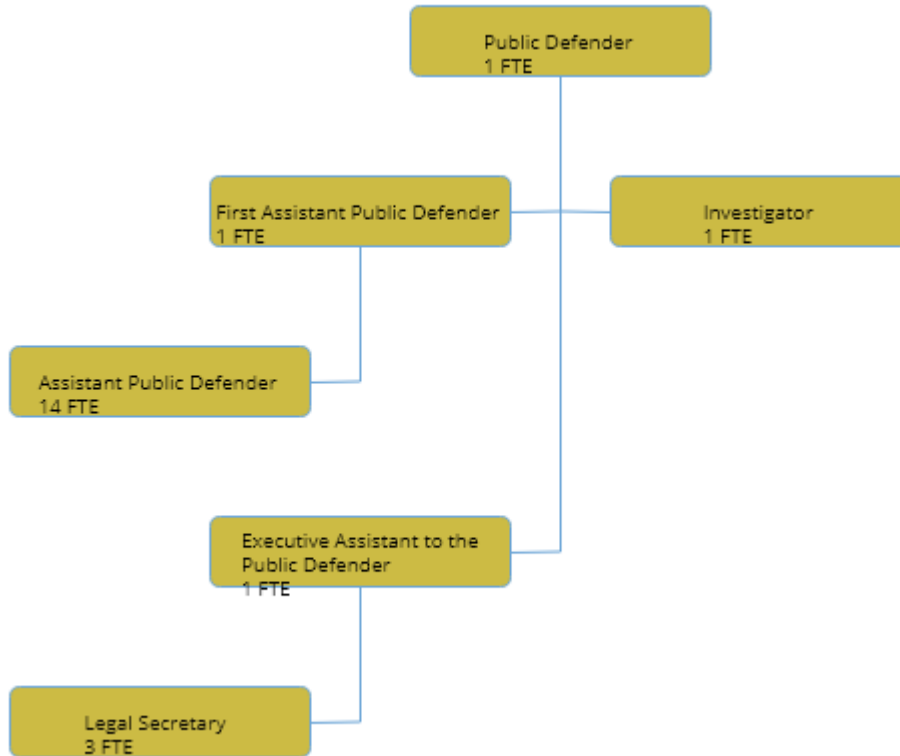 Public Defender
1 FTE
First Assistant Public Defender
1 FTE
Investigator
1 FTE
Assistant Public Defender
14 FTE
Executive Assistant to the
Public Defender
1 FTE
Legal Secretary
3 FTE